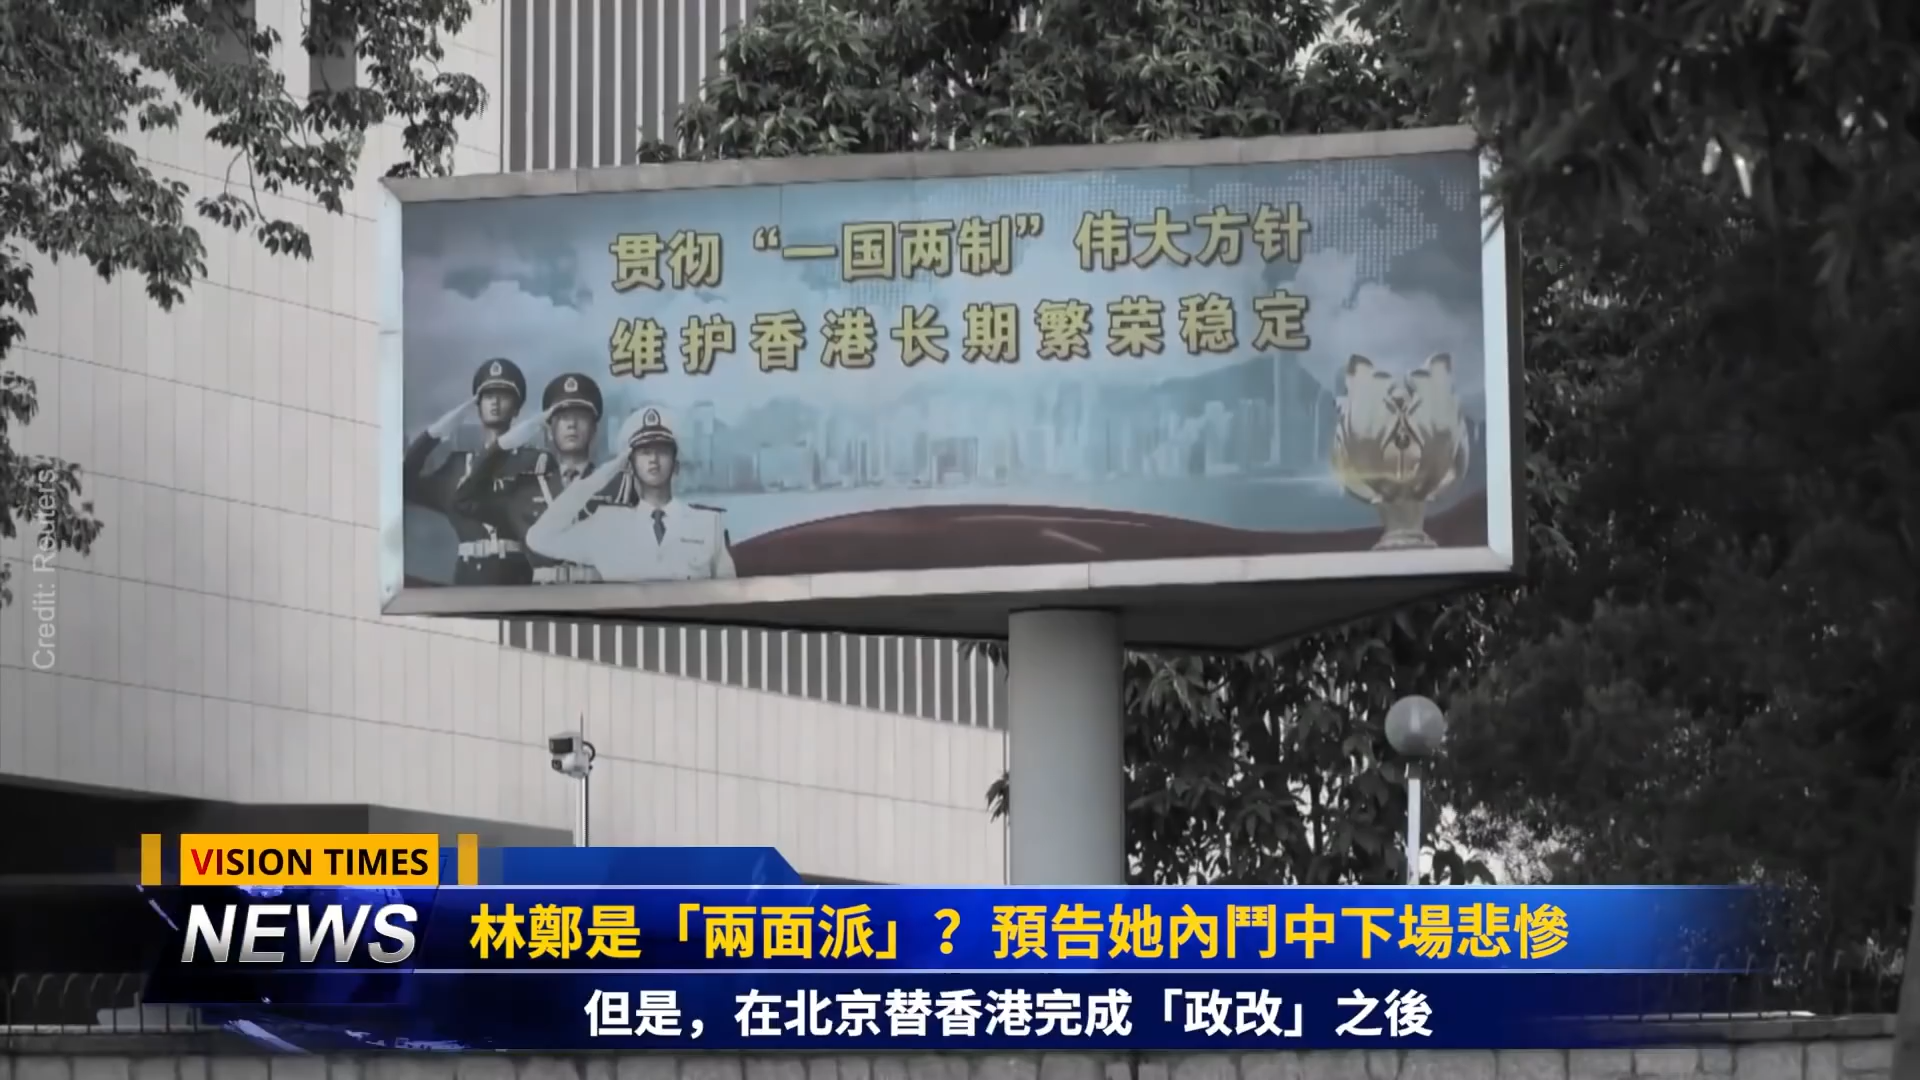 贯彻“一国两制”伟大方针
维护香港长期繁荣稳定
Credit: Reuters
VISION TIMES
NEWS
林鄭是「兩面派」？預告她內鬥中下場悲慘
但是，在北京替香港完成「政改」之後